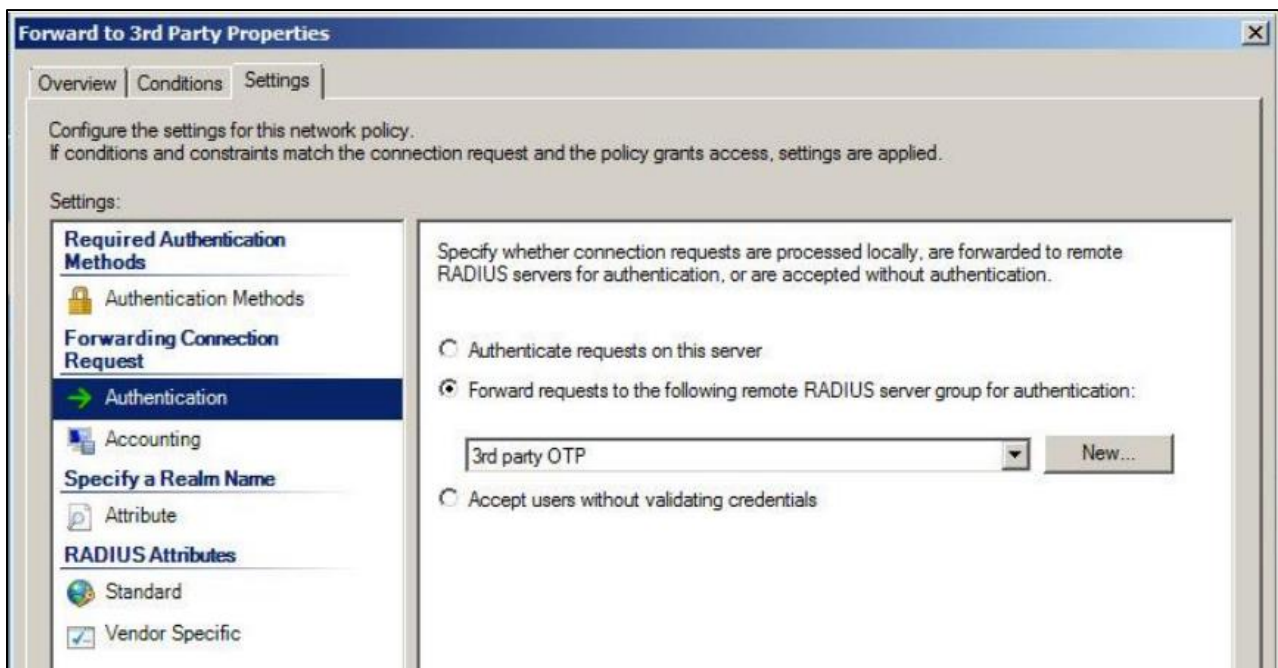 Forward to 3rd Party Properties
Overview
Conditions
Settings
Configure the settings for this network policy.
If conditions and constraints match the connection request and the policy grants access, settings are applied.
Settings:
Required Authentication
Methods
Authentication Methods
Forwarding Connection
Request
Authentication
Accounting
Specify a Realm Name
Attribute
RADIUS Attributes
Standard
Vendor Specific
Specify whether connection requests are processed locally, are forwarded to remote
RADIUS servers for authentication, or are accepted without authentication.
Authenticate requests on this server
Forward requests to the following remote RADIUS server group for authentication:
3rd party OTP
New...
Accept users without validating credentials